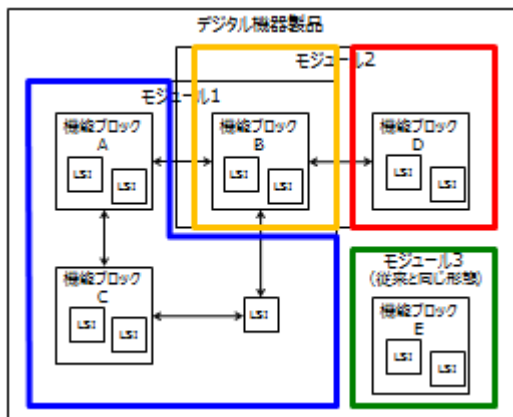 デジタル機器製品
モジュール2
モジュール1
機能ブロック
A
LSI
LSI
機能ブロック
B
LSI
LSI
機能ブロック
D
LSI
LSI
機能ブロック
C
LSI
LSI
LSI
モジュール3
(従来と同じ形態)
機能ブロック
E
LSI
LSI